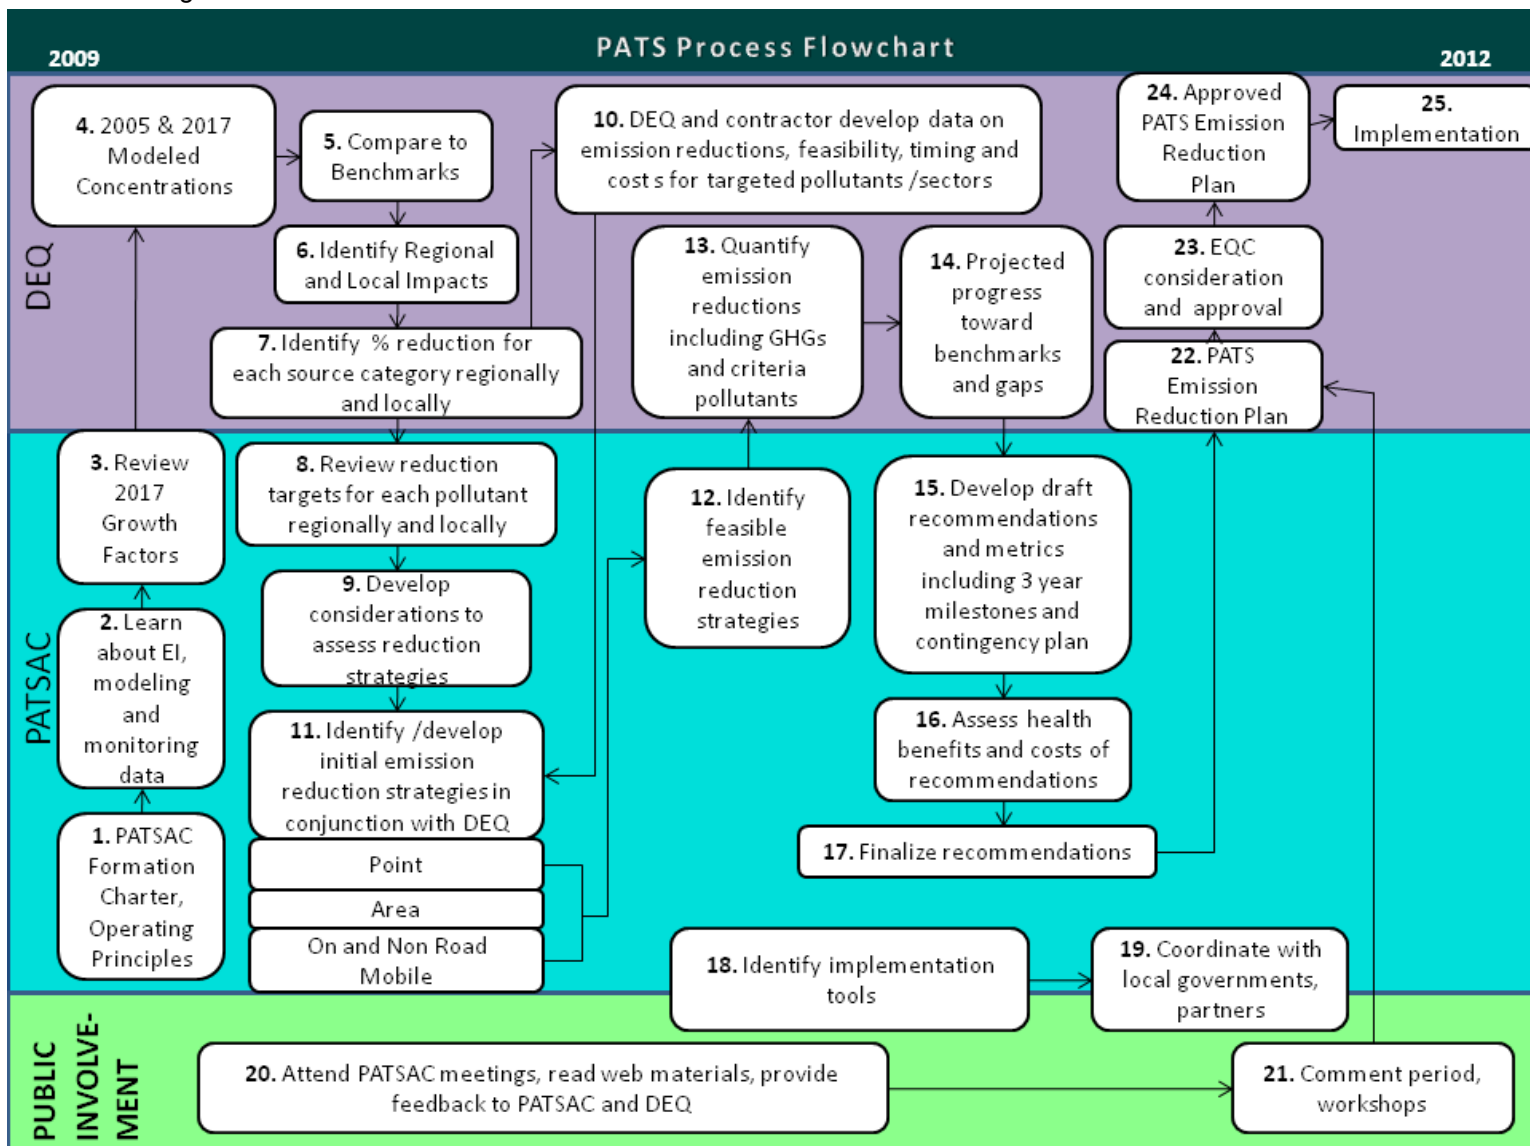 PATS Process Flowchart
2009
2012
DEQ
4. 2005 & 2017
Modeled
Concentrations
5. Compare to
Benchmarks
6. Identify Regional
and Local Impacts
7. Identify % reduction for
each source category regionally
and locally
10. DEQ and contractor develop data on
emission reductions, feasibility, timing and
cost s for targeted pollutants /sectors
13. Quantify
emission
reductions
including GHGs
and criteria
pollutants
14. Projected
progress
toward
benchmarks
and gaps
24. Approved
PATS Emission
Reduction
Plan
25.
Implementation
23. EQC
consideration
and approval
22. PATS
Emission
Reduction Plan
PATSAC
3. Review
2017
Growth
Factors
2. Learn
about EI,
modeling
and
monitoring
data
1. PATSAC
Formation
Charter,
Operating
Principles
8. Review reduction
targets for each pollutant
regionally and locally
9. Develop
considerations to
assess reduction
strategies
11. Identify /develop
initial emission
reduction strategies in
conjunction with DEQ
Point
Area
On and Non Road
Mobile
12. Identify
feasible
emission
reduction
strategies
15. Develop draft
recommendations
and metrics
including 3 year
milestones and
contingency plan
16. Assess health
benefits and costs of
recommendations
17. Finalize recommendations
18. Identify implementation
tools
19. Coordinate with
local governments,
partners
PUBLIC
INVOLVE-
MENT
20. Attend PATSAC meetings, read web materials, provide
feedback to PATSAC and DEQ
21. Comment period,
workshops